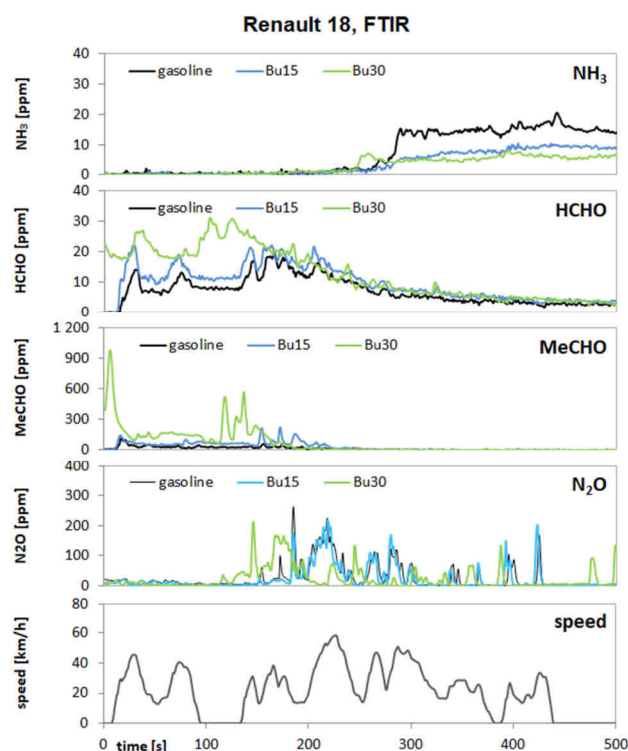 Renault 18, FTIR
NH₃ [ppm]
40
30
20
10
0
gasoline Bu15 Bu30
NH₃
HCHO [ppm]
40
30
20
10
0
gasoline Bu15 Bu30
HCHO
MeCHO [ppm]
1 200
900
600
300
0
gasoline Bu15 Bu30
MeCHO
N2O [ppm]
400
300
200
100
0
gasoline Bu15 Bu30
N₂O
speed [km/h]
80
60
40
20
0
speed
0 100 200 300 400 500
time [s]